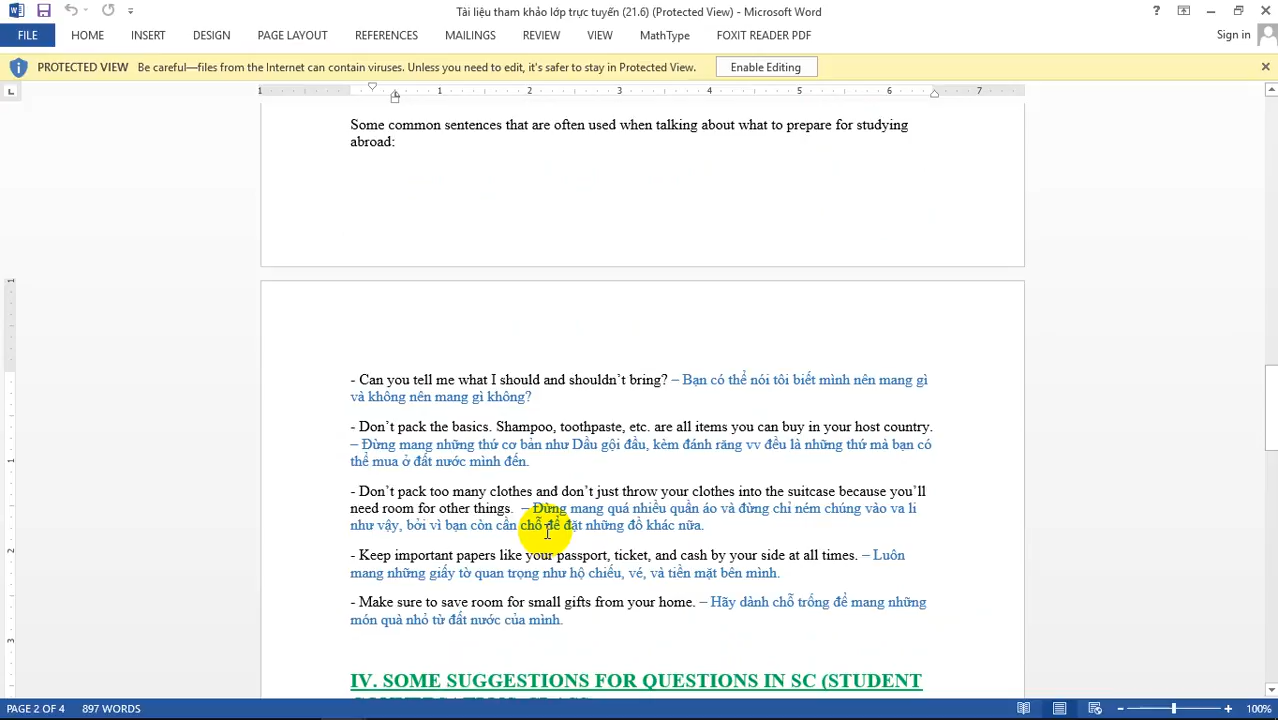 Tài liệu tham khảo lớp trực tuyến (21.6) (Protected View) - Microsoft Word
FILE HOME INSERT DESIGN PAGE LAYOUT REFERENCES MAILINGS REVIEW VIEW MathType FOXIT READER PDF Sign in
PROTECTED VIEW Be careful—files from the Internet can contain viruses. Unless you need to edit, it's safer to stay in Protected View. Enable Editing
1 1 2 3 4 5 6 7
Some common sentences that are often used when talking about what to prepare for studying
abroad:
- Can you tell me what I should and shouldn't bring? – Bạn có thể nói tôi biết mình nên mang gì
và không nên mang gì không?
- Don't pack the basics. Shampoo, toothpaste, etc. are all items you can buy in your host country.
– Đừng mang những thứ cơ bản như Dầu gội đầu, kèm đánh răng vv đều là những thứ mà bạn có
thể mua ở đất nước mình đến.
- Don't pack too many clothes and don't just throw your clothes into the suitcase because you'll
need room for other things. – Đừng mang quá nhiều quần áo và đừng chỉ ném chúng vào va li
như vậy, bởi vì bạn còn cần chỗ để đặt những đồ khác nữa.
- Keep important papers like your passport, ticket, and cash by your side at all times. – Luôn
mang những giấy tờ quan trọng như hộ chiếu, vé, và tiền mặt bên mình.
- Make sure to save room for small gifts from your home. – Hãy dành chỗ trống để mang những
món quà nhỏ từ đất nước của mình.
IV. SOME SUGGESTIONS FOR QUESTIONS IN SC (STUDENT
PAGE 2 OF 4 897 WORDS 100%